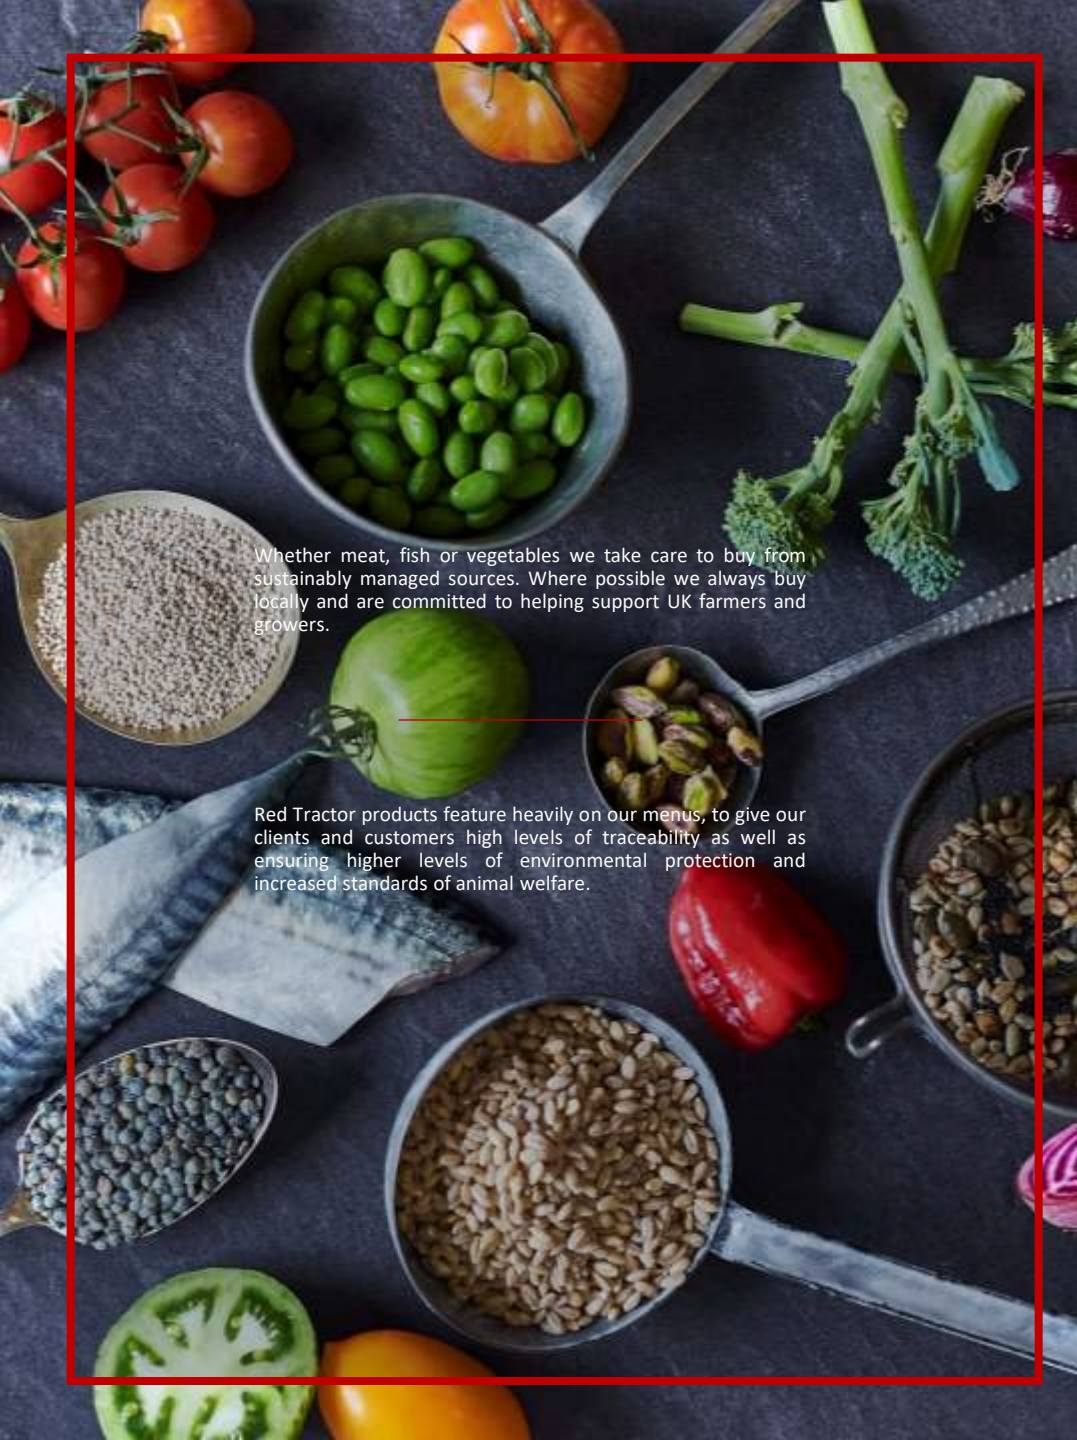 Whether meat, fish or vegetables we take care to buy from
sustainably managed sources. Where possible we always buy
locally and are committed to helping support UK farmers and
growers.
Red Tractor products feature heavily on our menus, to give our
clients and customers high levels of traceability as well as
ensuring higher levels of environmental protection and
increased standards of animal welfare.